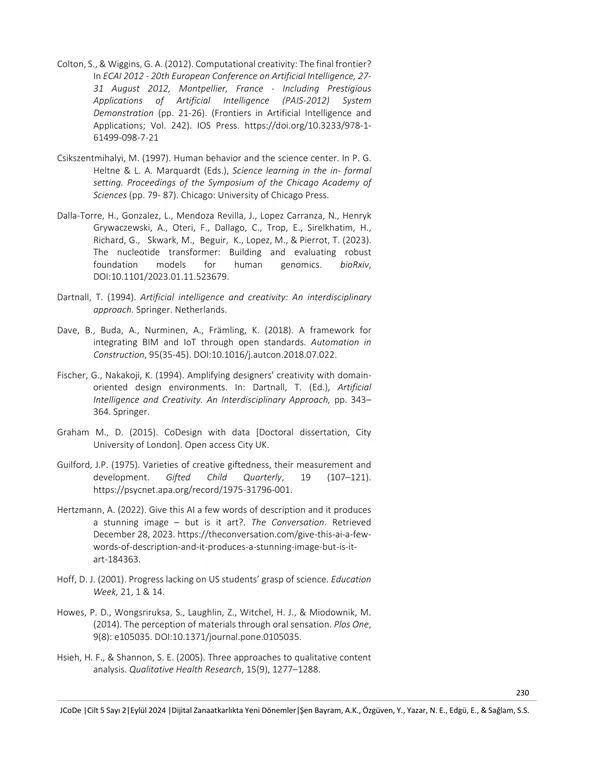 Colton, S., & Wiggins, G. A. (2012). Computational creativity: The final frontier?
In ECAI 2012 - 20th European Conference on Artificial Intelligence, 27-
31 August 2012, Montpellier, France - Including Prestigious
Applications of Artificial Intelligence (PAIS-2012) System
Demonstration (pp. 21-26). (Frontiers in Artificial Intelligence and
Applications; Vol. 242). IOS Press. https://doi.org/10.3233/978-1-
61499-098-7-21
Csikszentmihalyi, M. (1997). Human behavior and the science center. In P. G.
Heltne & L. A. Marquardt (Eds.), Science learning in the in- formal
setting. Proceedings of the Symposium of the Chicago Academy of
Sciences (pp. 79- 87). Chicago: University of Chicago Press.
Dalla-Torre, H., Gonzalez, L., Mendoza Revilla, J., Lopez Carranza, N., Henryk
Grywaczewski, A., Oteri, F., Dallago, C., Trop, E., Sirelkhatim, H.,
Richard, G., Skwark, M., Beguir, K., Lopez, M., & Pierrot, T. (2023).
The nucleotide transformer: Building and evaluating robust
foundation models for human genomics. bioRxiv,
DOI:10.1101/2023.01.11.523679.
Dartnall, T. (1994). Artificial intelligence and creativity: An interdisciplinary
approach. Springer. Netherlands.
Dave, B., Buda, A., Nurminen, A., Främling, K. (2018). A framework for
integrating BIM and IoT through open standards. Automation in
Construction, 95(35-45). DOI:10.1016/j.autcon.2018.07.022.
Fischer, G., Nakakoji, K. (1994). Amplifying designers' creativity with domain-
oriented design environments. In: Dartnall, T. (Ed.), Artificial
Intelligence and Creativity. An Interdisciplinary Approach, pp. 343–
364. Springer.
Graham M., D. (2015). CoDesign with data [Doctoral dissertation, City
University of London]. Open access City UK.
Guilford, J.P. (1975). Varieties of creative giftedness, their measurement and
development. Gifted Child Quarterly, 19 (107–121).
https://psycnet.apa.org/record/1975-31796-001.
Hertzmann, A. (2022). Give this AI a few words of description and it produces
a stunning image – but is it art?. The Conversation. Retrieved
December 28, 2023. https://theconversation.com/give-this-ai-a-few-
words-of-description-and-it-produces-a-stunning-image-but-is-it-
art-184363.
Hoff, D. J. (2001). Progress lacking on US students’ grasp of science. Education
Week, 21, 1 & 14.
Howes, P. D., Wongsriruksa, S., Laughlin, Z., Witchel, H. J., & Miodownik, M.
(2014). The perception of materials through oral sensation. Plos One,
9(8): e105035. DOI:10.1371/journal.pone.0105035.
Hsieh, H. F., & Shannon, S. E. (2005). Three approaches to qualitative content
analysis. Qualitative Health Research, 15(9), 1277–1288.
230
JCoDe |Cilt 5 Sayı 2|Eylül 2024 |Dijital Zanaatkarlıkta Yeni Dönemler|Şen Bayram, A.K., Özgüven, Y., Yazar, N. E., Edgü, E., & Sağlam, S.S.